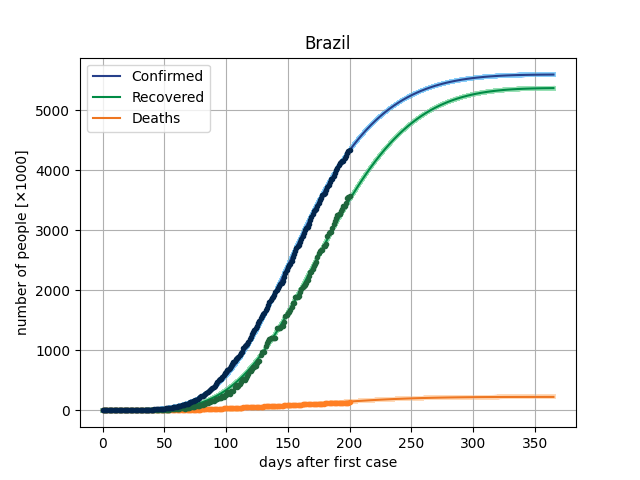 Brazil
Confirmed
Recovered
Deaths
number of people [×1000]
5000
4000
3000
2000
1000
0
0 50 100 150 200 250 300 350
days after first case